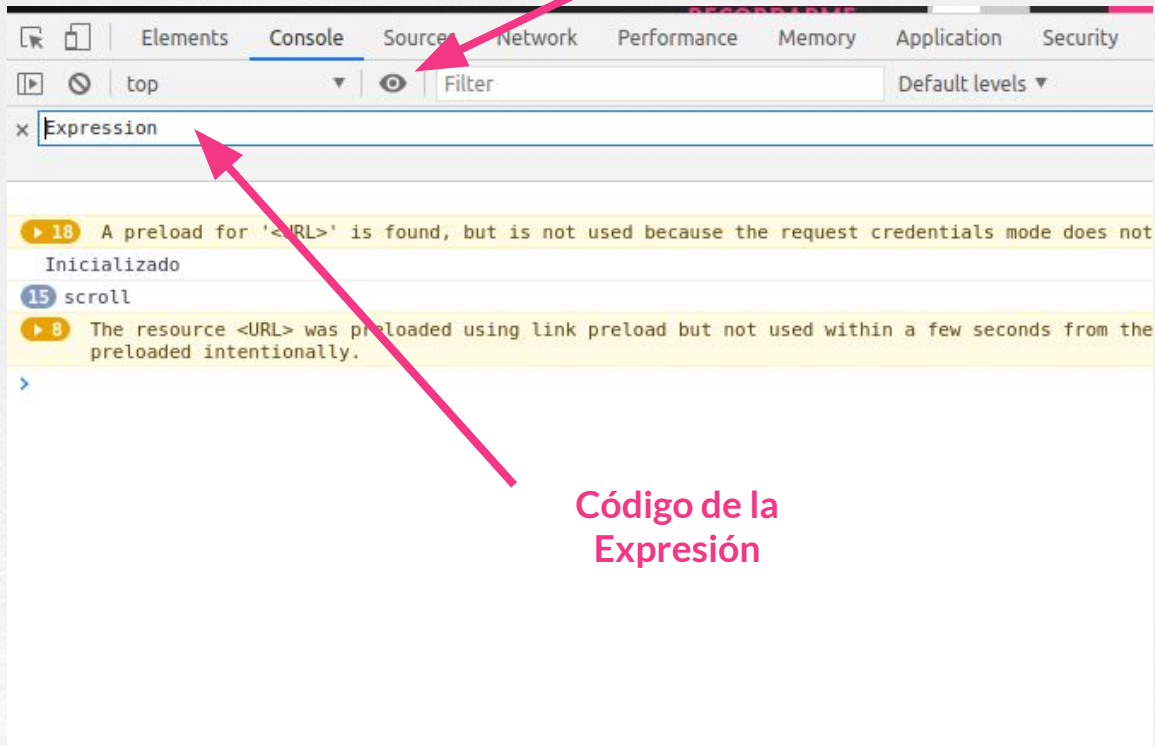 RECORDARME
Elements Console Sources Network Performance Memory Application Security
top ▼ Filter Default levels ▼
× Expression
18 A preload for '<URL>' is found, but is not used because the request credentials mode does not
Inicializado
15 scroll
8 The resource <URL> was preloaded using link preload but not used within a few seconds from the
preloaded intentionally.
>
Código de la
Expresión